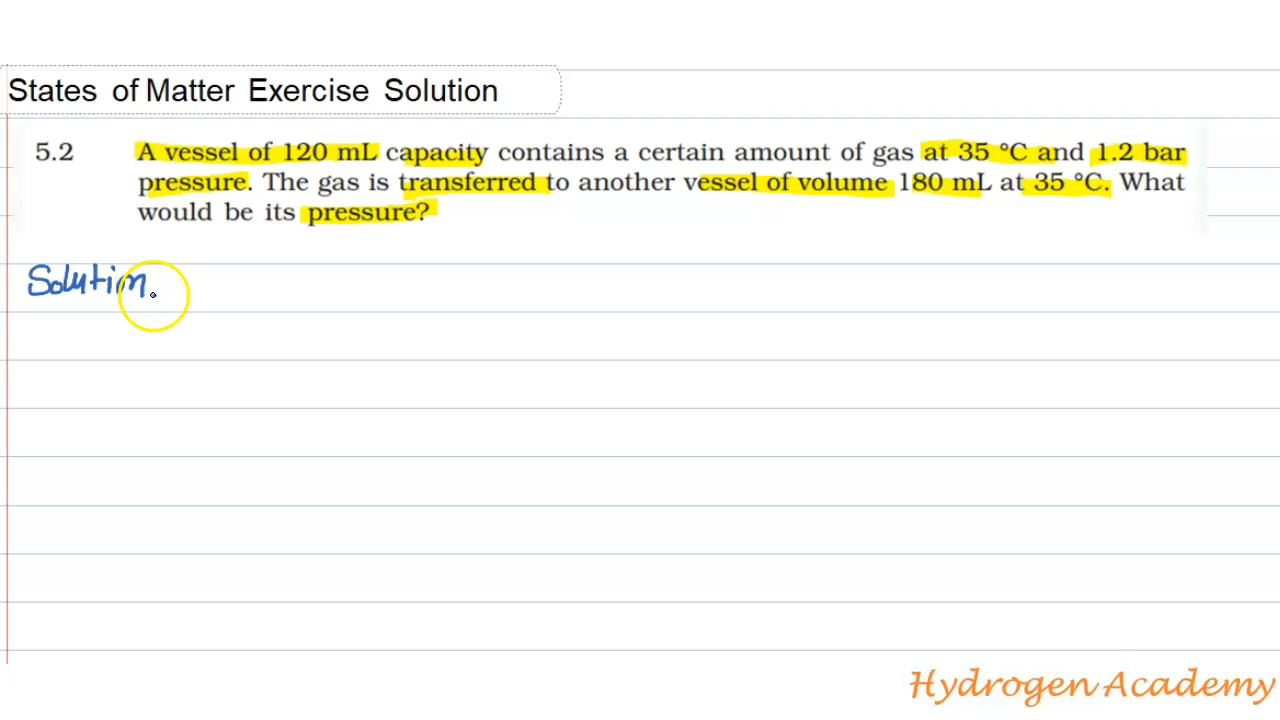 States of Matter Exercise Solution
5.2 A vessel of 120 mL capacity contains a certain amount of gas at 35 °C and 1.2 bar
pressure. The gas is transferred to another vessel of volume 180 mL at 35 °C. What
would be its pressure?
Solution
Hydrogen Academy